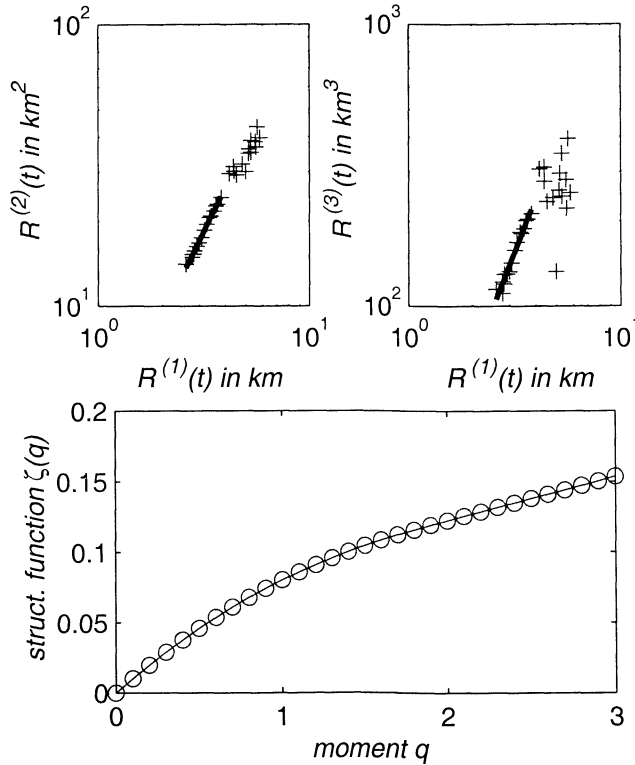 10^2
10^3
R^(2)(t) in km^2
R^(3)(t) in km^3
10^1
10^2
10^0
10^1
10^0
10^1
R^(1)(t) in km
R^(1)(t) in km
0.2
0.15
0.1
0.05
0
struct. function ζ(q)
0
1
2
3
moment q